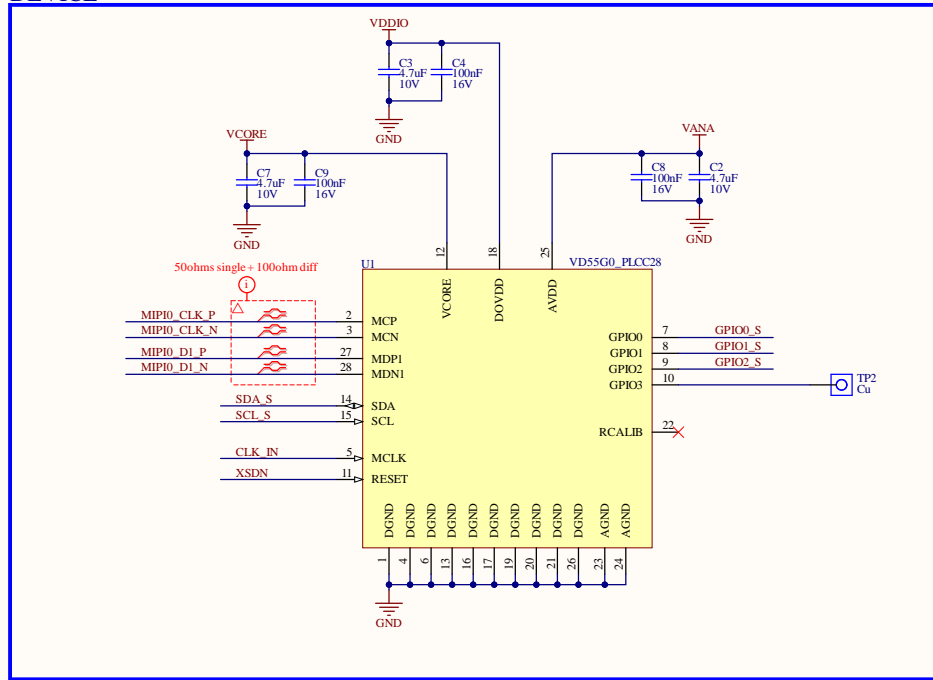 VDDIO
C3
4.7uF
10V
C4
100nF
16V
GND
VCORE
C7
4.7uF
10V
C9
100nF
16V
GND
VANA
C8
100nF
16V
C2
4.7uF
10V
GND
50ohms single + 100ohm diff
i
U1
VD55G0_PLCC28
12
18
25
VCORE
DOVDD
AVDD
MIPI0_CLK_P 2 MCP
MIPI0_CLK_N 3 MCN
MIPI0_D1_P 27 MDP1
MIPI0_D1_N 28 MDN1
SDA_S 14 SDA
SCL_S 15 SCL
CLK_IN 5 MCLK
XSDN 11 RESET
GPIO0 7 GPIO0_S
GPIO1 8 GPIO1_S
GPIO2 9 GPIO2_S
GPIO3 10
TP2
Cu
RCALIB 22
DGND DGND DGND DGND DGND DGND DGND DGND DGND DGND AGND AGND
1 4 6 13 16 17 19 20 21 26 23 24
GND